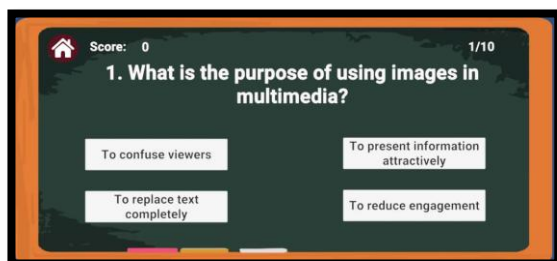 Score: 0
1/10
1. What is the purpose of using images in
multimedia?
To confuse viewers
To present information
attractively
To replace text
completely
To reduce engagement